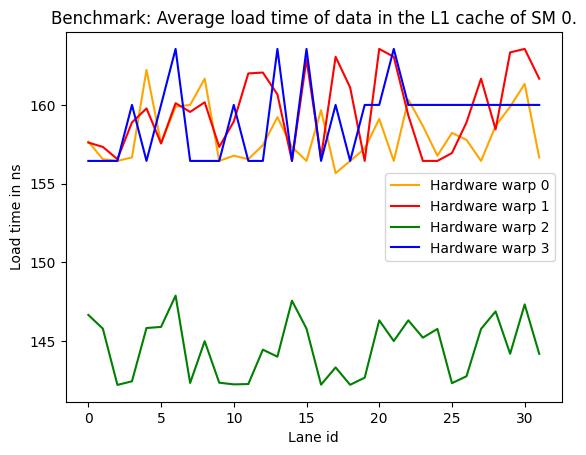 Benchmark: Average load time of data in the L1 cache of SM 0.
Load time in ns
160
155
150
145
Hardware warp 0
Hardware warp 1
Hardware warp 2
Hardware warp 3
0 5 10 15 20 25 30
Lane id